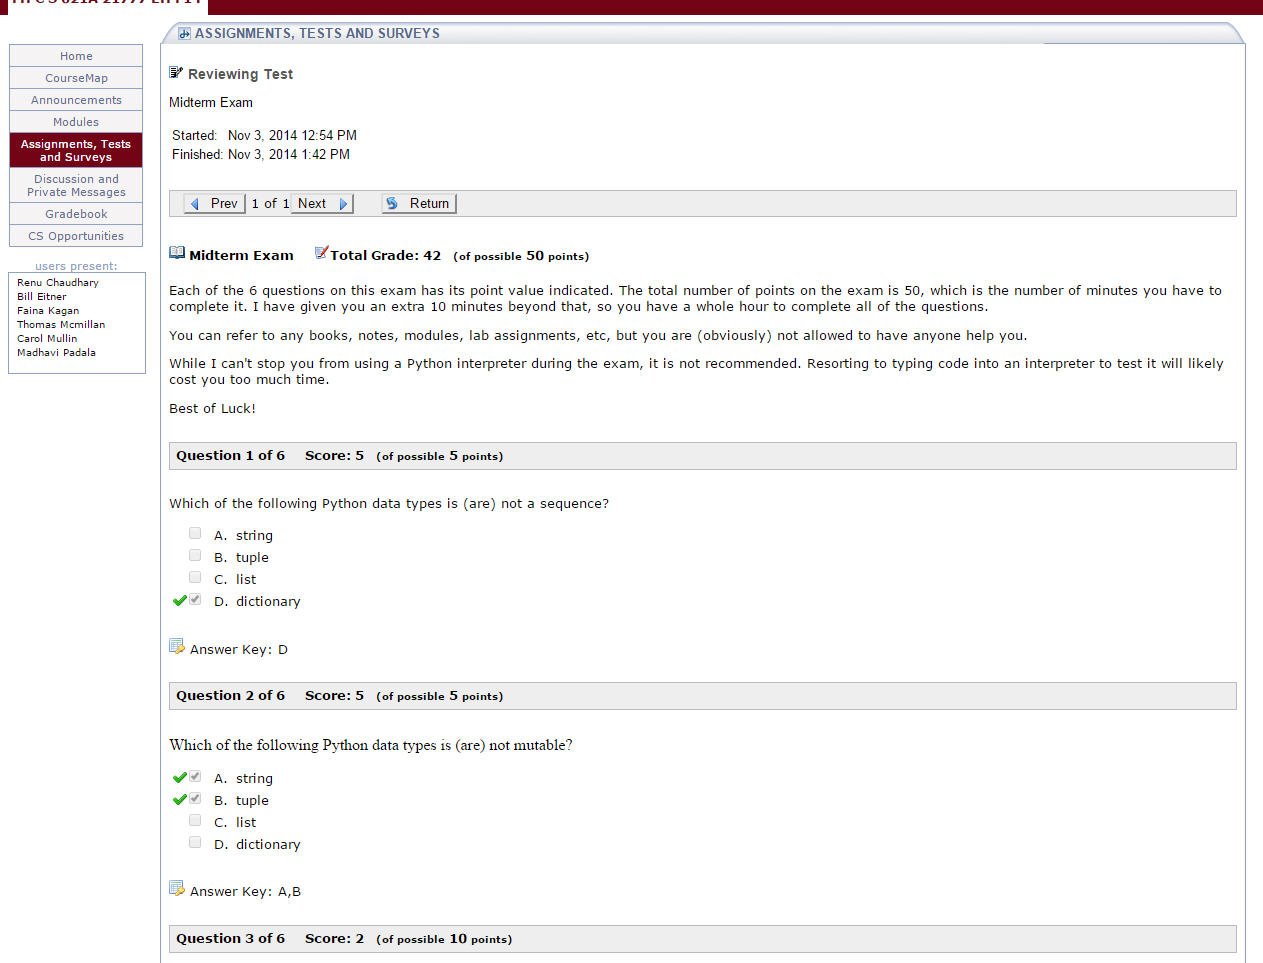 ASSIGNMENTS, TESTS AND SURVEYS
Home
CourseMap
Announcements
Modules
Assignments, Tests
and Surveys
Discussion and
Private Messages
Gradebook
CS Opportunities
users present:
Renu Chaudhary
Bill Eitner
Faina Kagan
Thomas Mcmillan
Carol Mullin
Madhavi Padala
Reviewing Test
Midterm Exam
Started: Nov 3, 2014 12:54 PM
Finished: Nov 3, 2014 1:42 PM
Prev 1 of 1 Next Return
Midterm Exam Total Grade: 42 (of possible 50 points)
Each of the 6 questions on this exam has its point value indicated. The total number of points on the exam is 50, which is the number of minutes you have to
complete it. I have given you an extra 10 minutes beyond that, so you have a whole hour to complete all of the questions.
You can refer to any books, notes, modules, lab assignments, etc, but you are (obviously) not allowed to have anyone help you.
While I can't stop you from using a Python interpreter during the exam, it is not recommended. Resorting to typing code into an interpreter to test it will likely
cost you too much time.
Best of Luck!
Question 1 of 6 Score: 5 (of possible 5 points)
Which of the following Python data types is (are) not a sequence?
A. string
B. tuple
C. list
D. dictionary
Answer Key: D
Question 2 of 6 Score: 5 (of possible 5 points)
Which of the following Python data types is (are) not mutable?
A. string
B. tuple
C. list
D. dictionary
Answer Key: A,B
Question 3 of 6 Score: 2 (of possible 10 points)